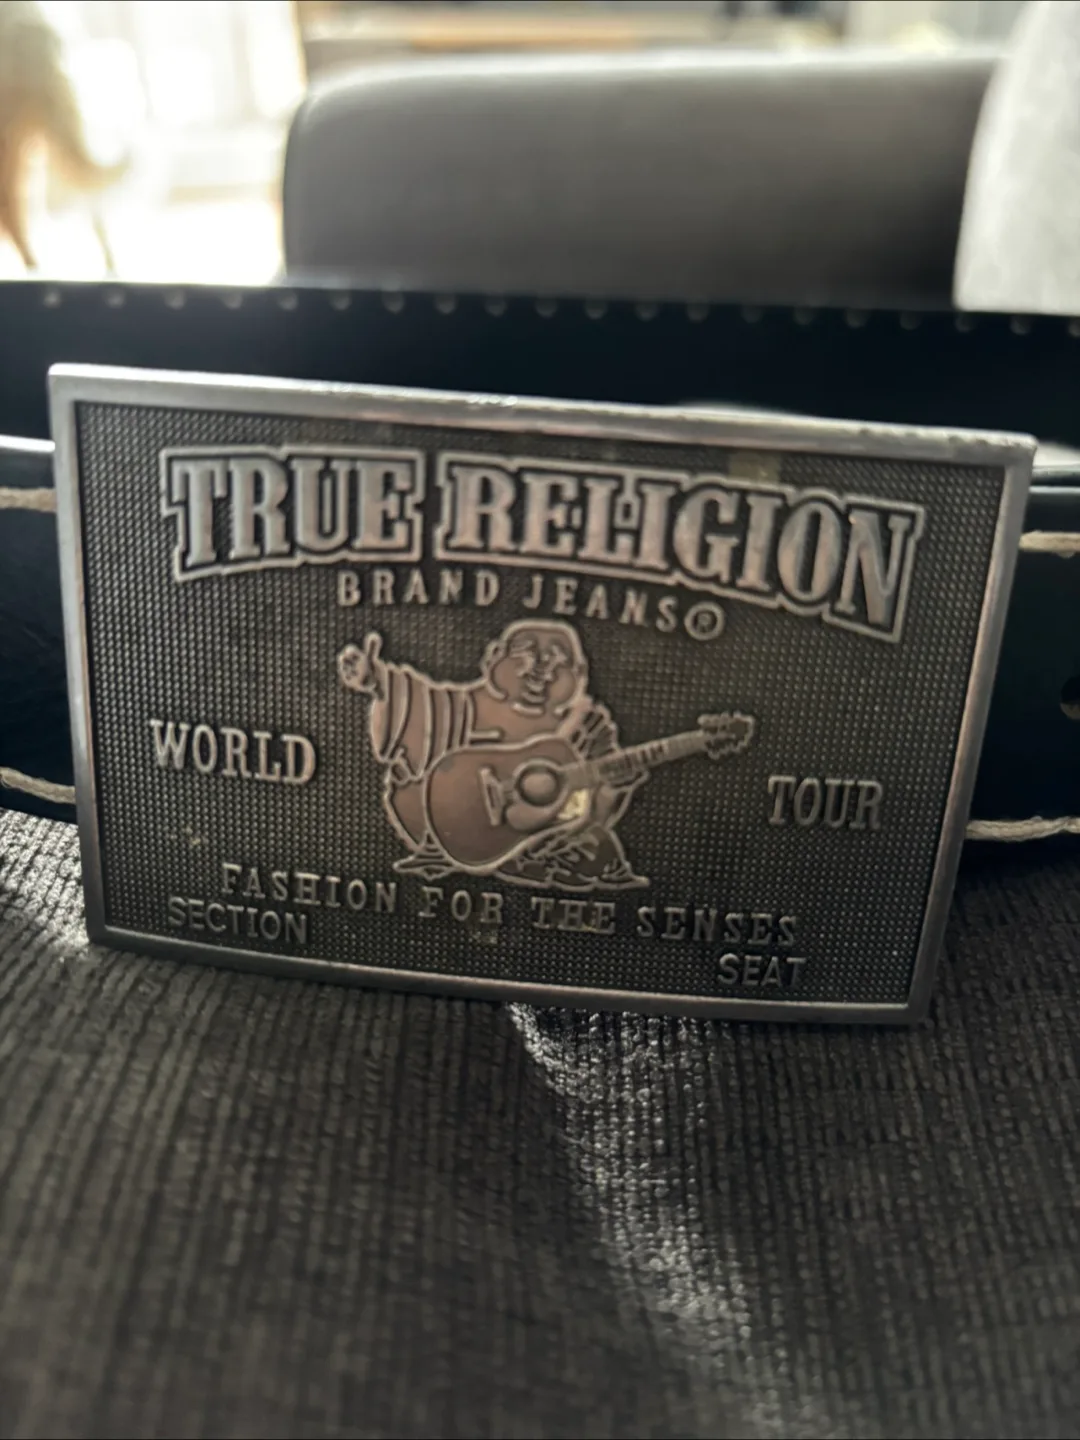 TRUE RELIGION
BRAND JEANS®
WORLD TOUR
FASHION FOR THE SENSES
SECTION SEAT